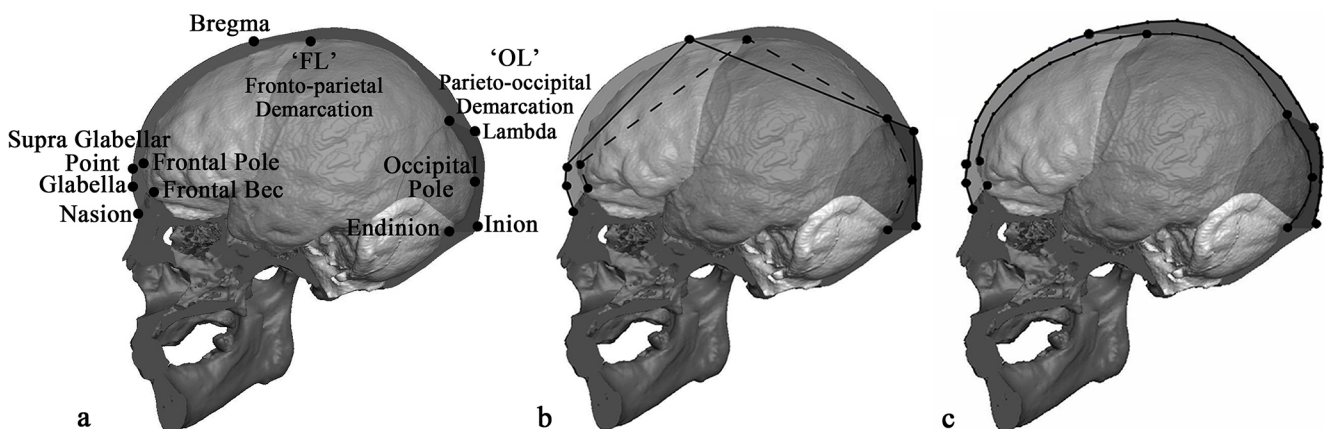 Bregma
‘FL’
Fronto-parietal
Demarcation
‘OL’
Parieto-occipital
Demarcation
Lambda
Supra Glabellar
Point
Frontal Pole
Glabella
Frontal Bec
Nasion
Occipital
Pole
Endinion
Inion
a
b
c